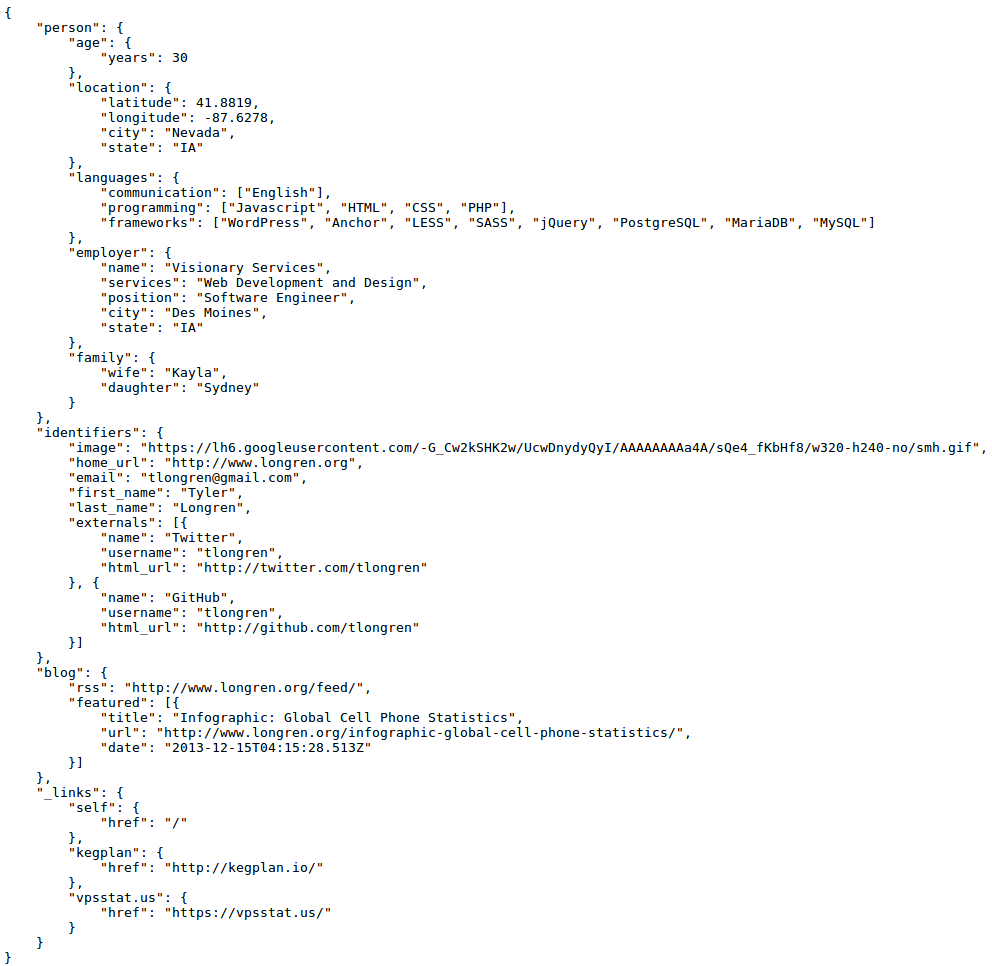 {
    "person": {
        "age": {
            "years": 30
        },
        "location": {
            "latitude": 41.8819,
            "longitude": -87.6278,
            "city": "Nevada",
            "state": "IA"
        },
        "languages": {
            "communication": ["English"],
            "programming": ["Javascript", "HTML", "CSS", "PHP"],
            "frameworks": ["WordPress", "Anchor", "LESS", "SASS", "jQuery", "PostgreSQL", "MariaDB", "MySQL"]
        },
        "employer": {
            "name": "Visionary Services",
            "services": "Web Development and Design",
            "position": "Software Engineer",
            "city": "Des Moines",
            "state": "IA"
        },
        "family": {
            "wife": "Kayla",
            "daughter": "Sydney"
        }
    },
    "identifiers": {
        "image": "https://lh6.googleusercontent.com/-G_Cw2kSHK2w/UcwDnydyQyI/AAAAAAAAa4A/sQe4_fKbHf8/w320-h240-no/smh.gif",
        "home_url": "http://www.longren.org",
        "email": "tlongren@gmail.com",
        "first_name": "Tyler",
        "last_name": "Longren",
        "externals": [{
            "name": "Twitter",
            "username": "tlongren",
            "html_url": "http://twitter.com/tlongren"
        }, {
            "name": "GitHub",
            "username": "tlongren",
            "html_url": "http://github.com/tlongren"
        }]
    },
    "blog": {
        "rss": "http://www.longren.org/feed/",
        "featured": [{
            "title": "Infographic: Global Cell Phone Statistics",
            "url": "http://www.longren.org/infographic-global-cell-phone-statistics/",
            "date": "2013-12-15T04:15:28.513Z"
        }]
    },
    "_links": {
        "self": {
            "href": "/"
        },
        "kegplan": {
            "href": "http://kegplan.io/"
        },
        "vpsstat.us": {
            "href": "https://vpsstat.us/"
        }
    }
}